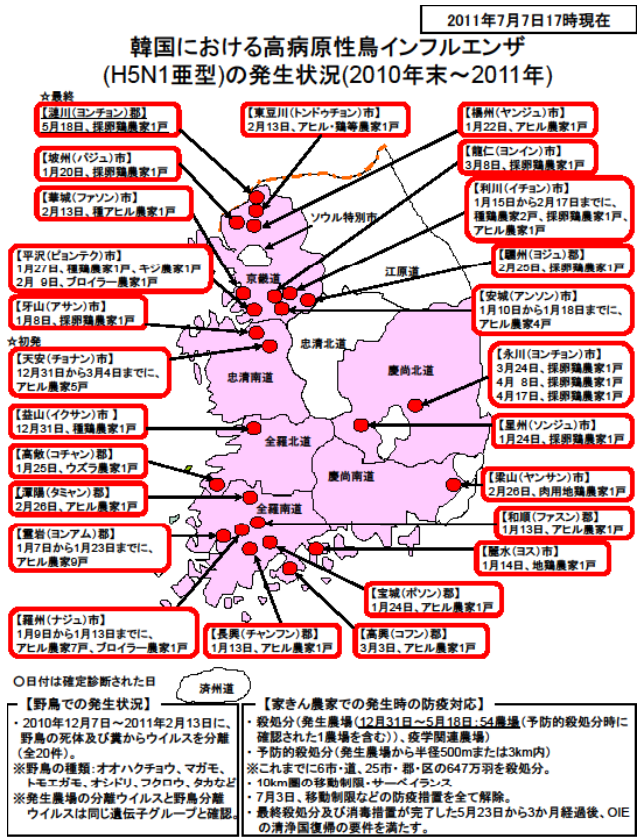 2011年7月7日17時現在
韓国における高病原性鳥インフルエンザ
(H5N1亜型)の発生状況(2010年末～2011年)
☆最終
【漣川(ヨンチョン)郡】
5月18日、採卵鶏農家1戸
【東豆川(トンドゥチョン)市】
2月13日、アヒル・鶏等農家1戸
【楊州(ヤンジュ)市】
1月22日、アヒル農家1戸
【坡州(パジュ)市】
1月20日、採卵鶏農家1戸
【龍仁(ヨンイン)市】
3月8日、採卵鶏農家1戸
【華城(ファソン)市】
2月13日、種アヒル農家1戸
【利川(イチョン)市】
1月15日から2月17日までに、
種鶏農家2戸、採卵鶏農家1戸、
アヒル農家1戸
ソウル特別市
【平沢(ピョンテク)市】
1月27日、種鶏農家1戸、キジ農家1戸
2月 9日、ブロイラー農家1戸
京畿道
江原道
【驪州(ヨジュ)郡】
2月25日、採卵鶏農家1戸
【安城(アンソン)市】
1月10日から1月18日までに、
アヒル農家4戸
【牙山(アサン)市】
1月8日、採卵鶏農家1戸
☆初発
【天安(チョナン)市】
12月31日から3月4日までに、
アヒル農家5戸
忠清北道
忠清南道
慶尚北道
【永川(ヨンチョン)市】
3月24日、採卵鶏農家1戸
4月 8日、採卵鶏農家1戸
4月17日、採卵鶏農家1戸
【益山(イクサン)市】
12月31日、種鶏農家1戸
【星州(ソンジュ)市】
1月24日、採卵鶏農家1戸
全羅北道
【高敞(コチャン)郡】
1月25日、ウズラ農家1戸
慶尚南道
【梁山(ヤンサン)市】
2月26日、肉用地鶏農家1戸
【潭陽(タミャン)郡】
2月26日、アヒル農家1戸
全羅南道
【和順(ファスン)郡】
1月13日、アヒル農家1戸
【霊岩(ヨンアム)郡】
1月7日から1月23日までに、
アヒル農家9戸
【麗水(ヨス)市】
1月14日、地鶏農家1戸
【宝城(ポソン)郡】
1月24日、アヒル農家1戸
【羅州(ナジュ)市】
1月9日から1月13日までに、
アヒル農家7戸、ブロイラー農家1戸
【長興(チャンフン)郡】
1月13日、アヒル農家1戸
【高興(コフン)郡】
3月3日、アヒル農家1戸
○日付は確定診断された日
済州道
【野鳥での発生状況】
・2010年12月7日～2011年2月13日に、
野鳥の死体及び糞からウイルスを分離
(全20件)。
※野鳥の種類：オオハクチョウ、マガモ、
トモエガモ、オシドリ、フクロウ、タカなど
※発生農場の分離ウイルスと野鳥分離
ウイルスは同じ遺伝子グループと確認。
【家きん農家での発生時の防疫対応】
・殺処分(発生農場(12月31日～5月18日：54農場(予防的殺処分時に
確認された1農場を含む))、疫学関連農場)
・予防的殺処分(発生農場から半径500mまたは3km内)
※これまでに6市・道、25市・郡・区の647万羽を殺処分。
・10km圏の移動制限・サーベイランス
・7月3日、移動制限などの防疫措置を全て解除。
・最終殺処分及び消毒措置が完了した5月23日から3か月経過後、OIE
の清浄国復帰の要件を満たす。